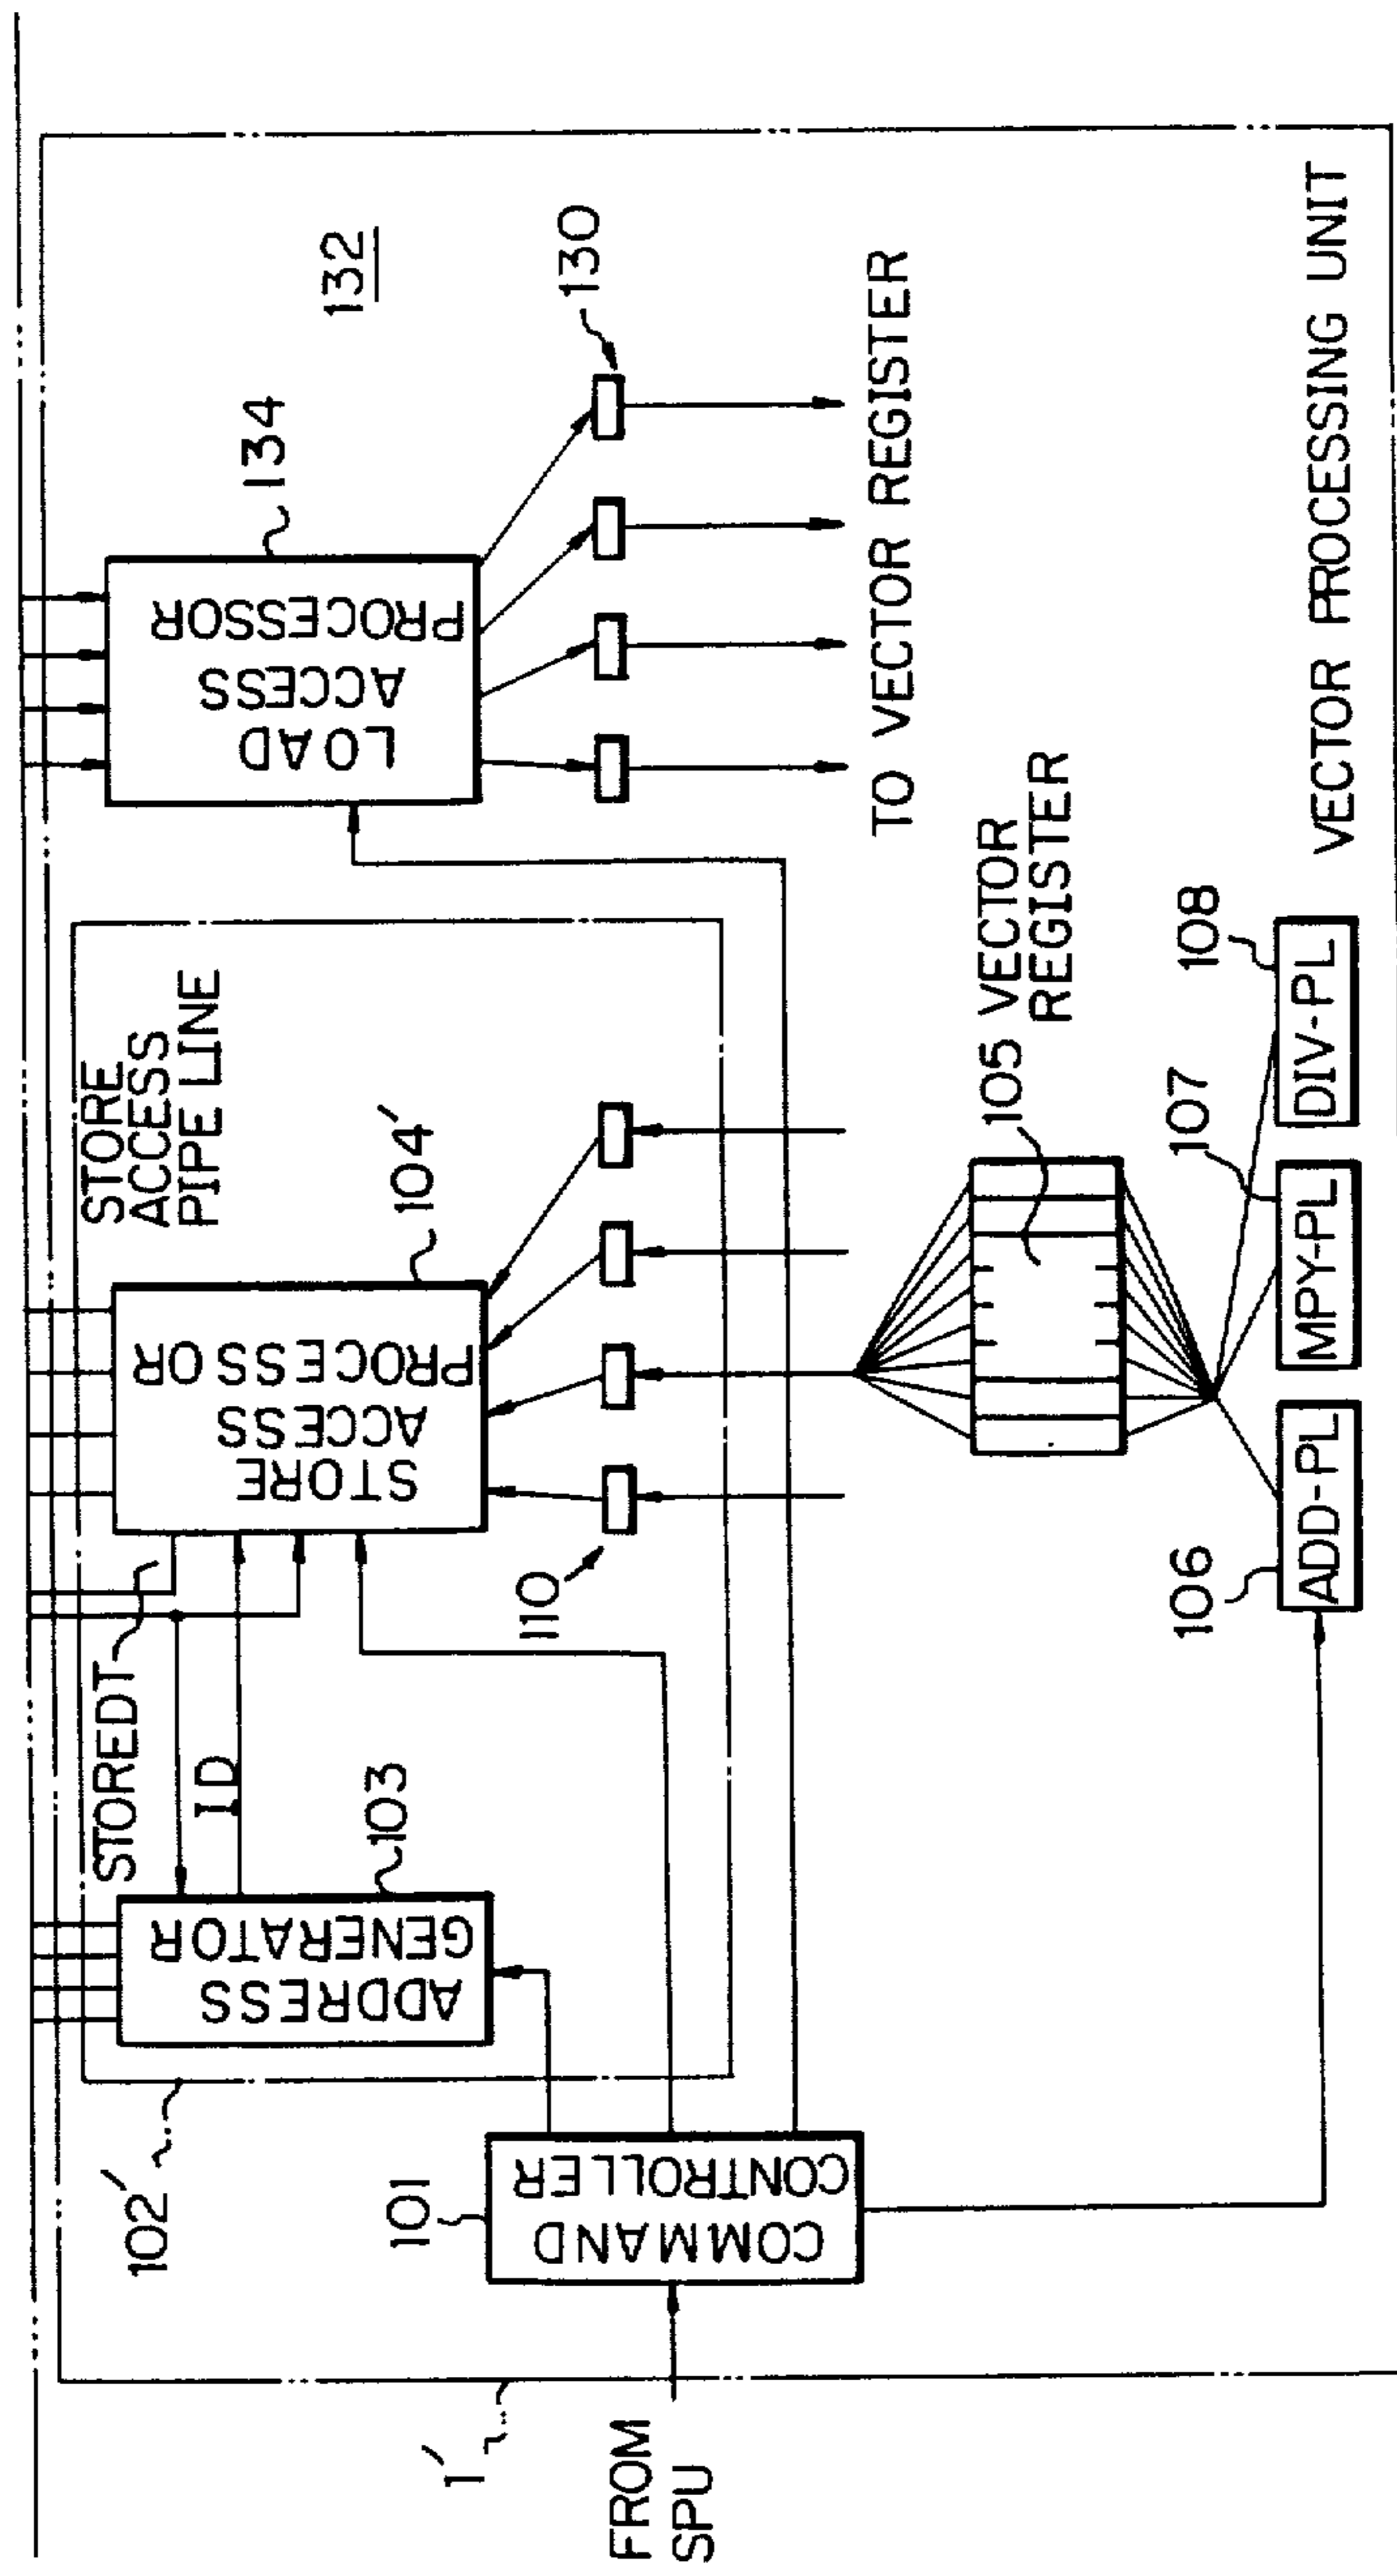 STORE
ACCESS
PIPE LINE
132
134
LOAD
ACCESS
PROCESSOR
130
TO VECTOR REGISTER
104'
STORE
ACCESS
PROCESSOR
110
STOREDT
ID
103
ADDRESS
GENERATOR
102'
101
COMMAND
CONTROLLER
1'
FROM
SPU
105 VECTOR
REGISTER
106
ADD-PL
107
MPY-PL
108
DIV-PL
VECTOR PROCESSING UNIT